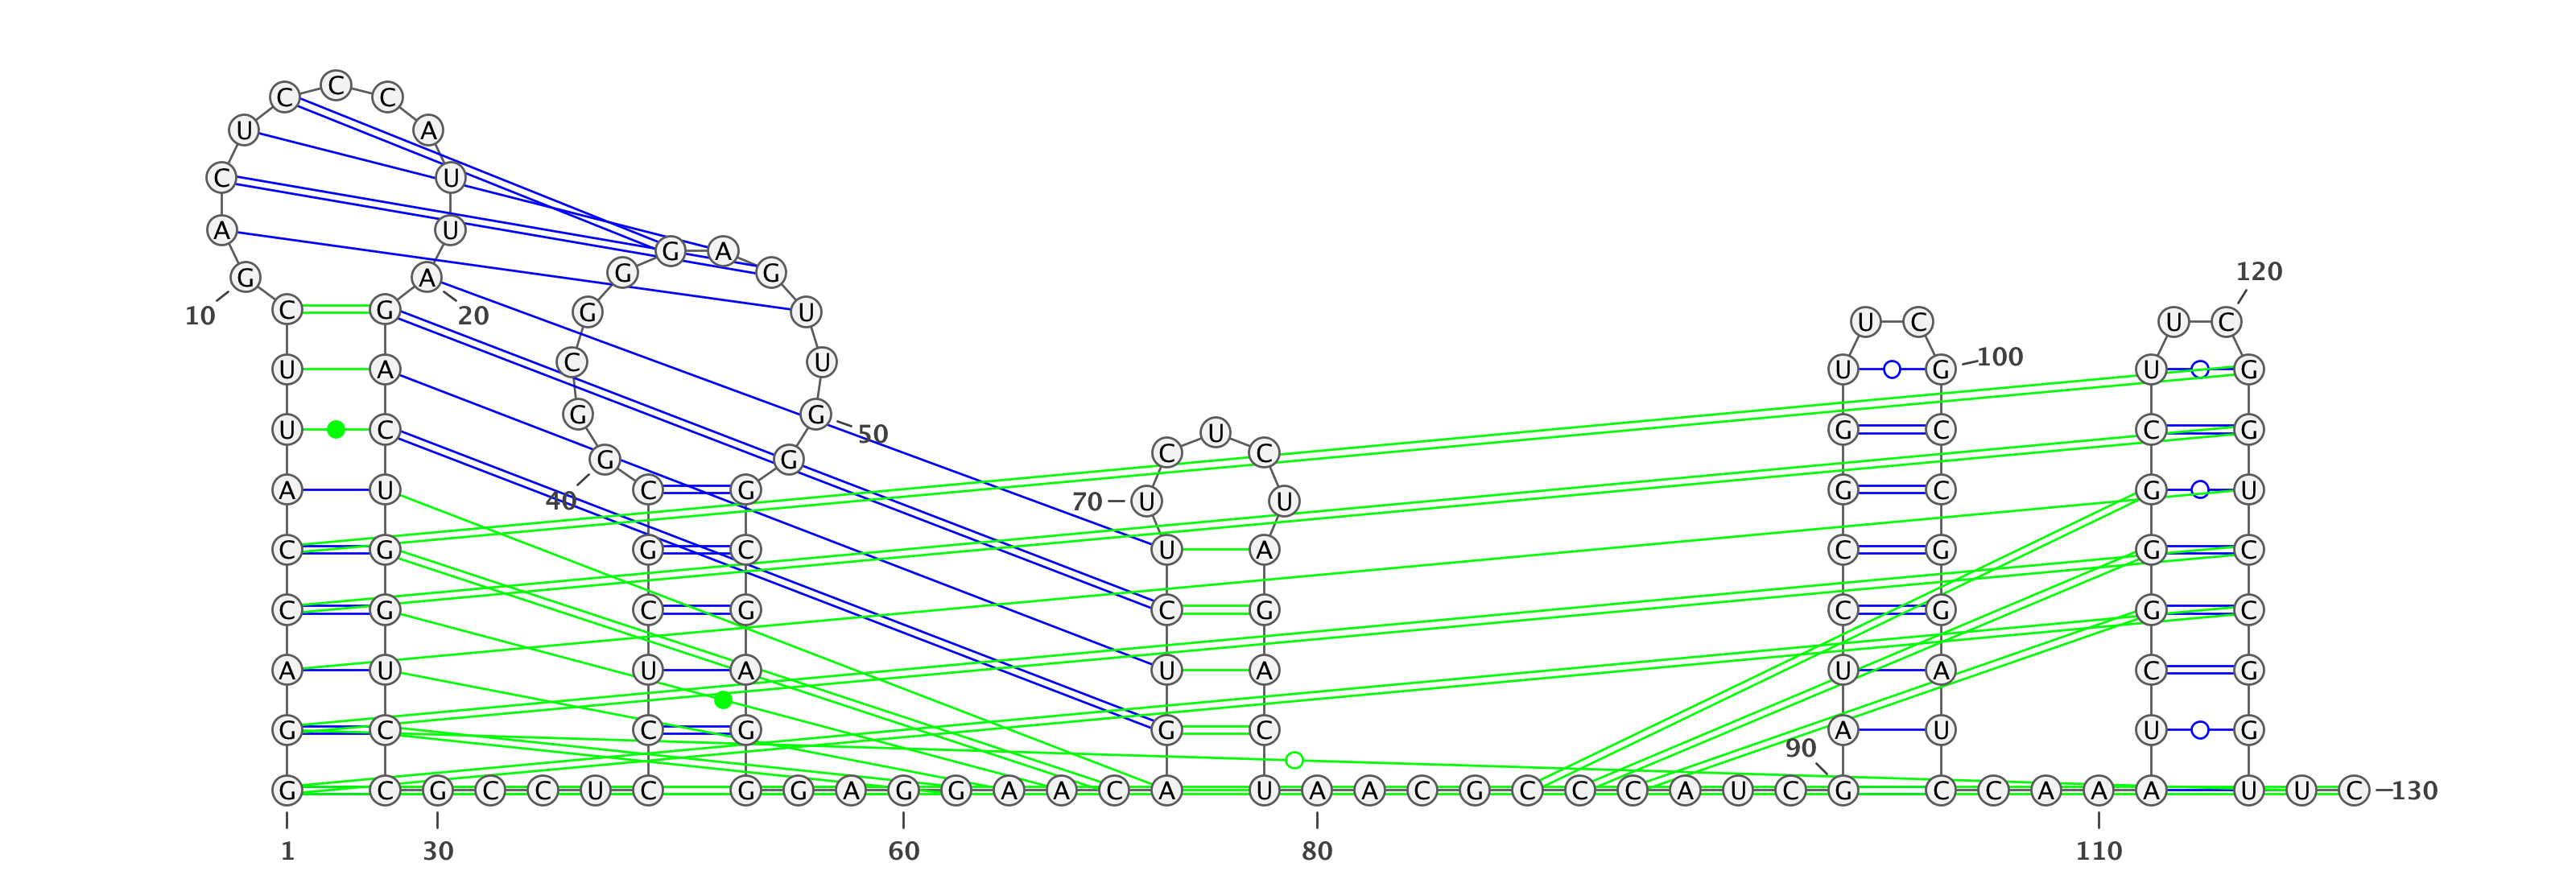 C
C C
U A
C U
A U
G A
G G 120
G A
10 C G 20 G U
U C U C
100
C U
U A U G U G
G G
U C 50 U G C C G
C C
G G
A U C G G C G U
40 70 U U
C G G C U A C G G C
C G C G C G C G G C
A U U A U A U A C G
G C C G G C A U U G
90
G C G C C U C G G A G G A A C A U A A C G C C C A U C G C C A A A U U C 130
1 30 60 80 110